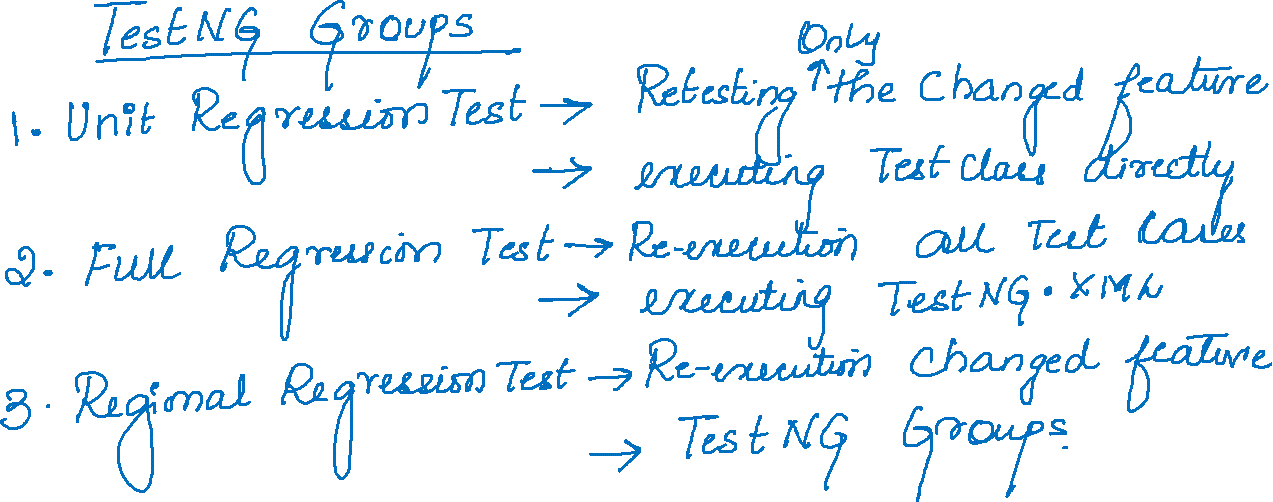 TestNG Groups
1. Unit Regression Test → Retesting Only the Changed feature
→ executing Test Class directly
2. Full Regression Test → Re-execution all Test Cases
→ executing TestNG.XML
3. Regional Regression Test → Re-execution changed feature
→ TestNG Groups.